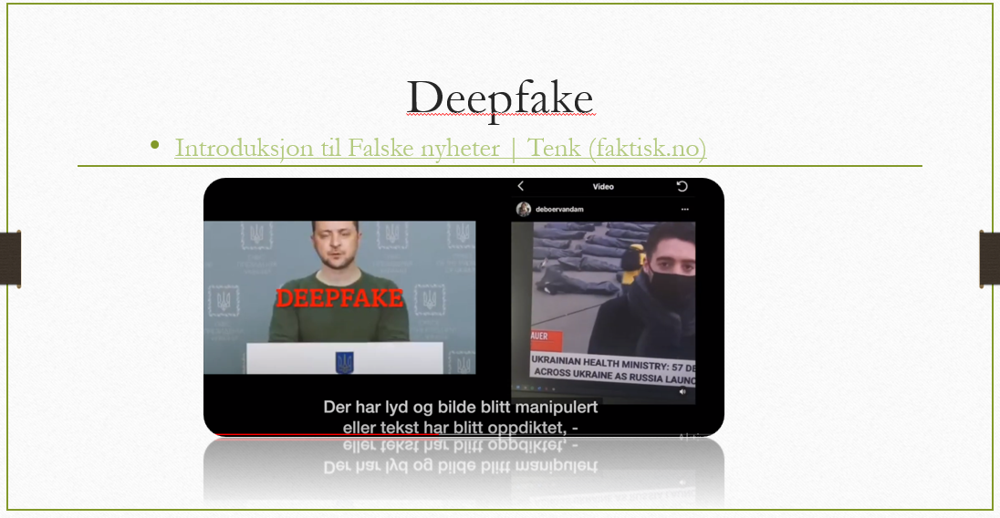 Deepfake
• Introduksjon til Falske nyheter | Tenk (faktisk.no)
Video
deboervandam
DEEPFAKE
AUER
UKRAINIAN HEALTH MINISTRY: 57 DE
ACROSS UKRAINE AS RUSSIA LAUNC
Der har lyd og bilde blitt manipulert
eller tekst har blitt oppdiktet, -